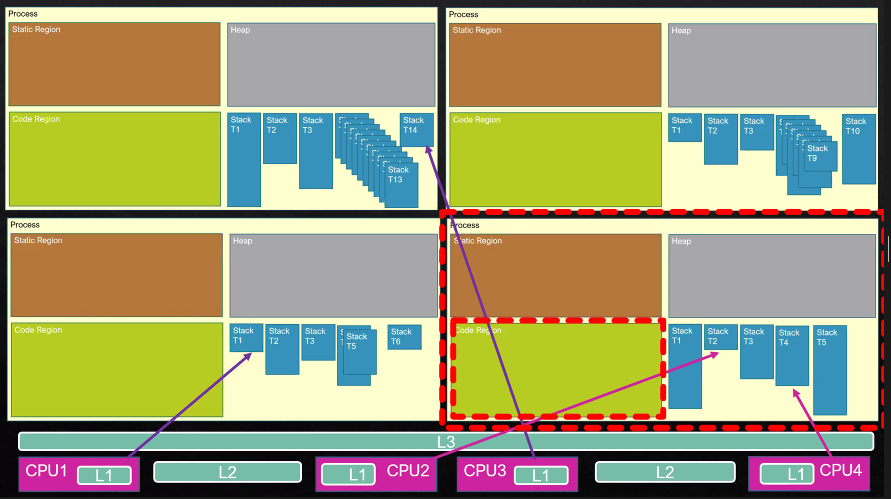 Process
Static Region
Heap
Code Region
Stack
T1
Stack
T2
Stack
T3
Stack
T13
Stack
T14
Process
Static Region
Heap
Code Region
Stack
T1
Stack
T2
Stack
T3
Stack
T9
Stack
T10
Process
Static Region
Heap
Code Region
Stack
T1
Stack
T2
Stack
T3
Stack
T5
Stack
T6
Process
Static Region
Heap
Code Region
Stack
T1
Stack
T2
Stack
T3
Stack
T4
Stack
T5
L3
CPU1
L1
L2
L1
CPU2
CPU3
L1
L2
L1
CPU4